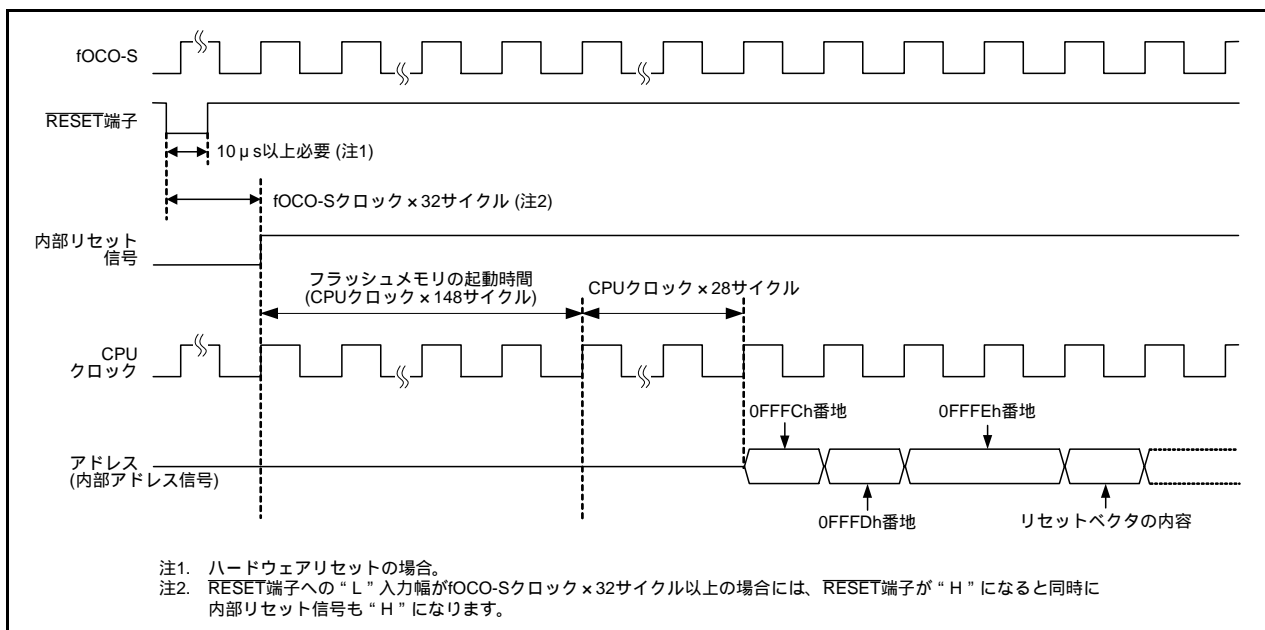 fOCO-S
RESET端子
10μs以上必要 (注1)
fOCO-Sクロック×32サイクル (注2)
内部リセット
信号
フラッシュメモリの起動時間
(CPUクロック×148サイクル)
CPUクロック×28サイクル
CPU
クロック
0FFFCh番地
0FFFEh番地
アドレス
(内部アドレス信号)
0FFFDh番地
リセットベクタの内容
注1. ハードウェアリセットの場合。
注2. RESET端子への“L”入力幅がfOCO-Sクロック×32サイクル以上の場合には、RESET端子が“H”になると同時に
内部リセット信号も“H”になります。